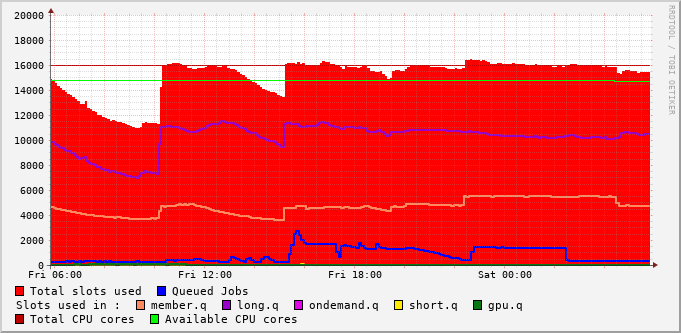 20000
18000
16000
14000
12000
10000
8000
6000
4000
2000
0
Fri 06:00 Fri 12:00 Fri 18:00 Sat 00:00
Total slots used Queued Jobs
Slots used in : member.q long.q ondemand.q short.q gpu.q
Total CPU cores Available CPU cores
RRDTOOL / TOBI OETIKER